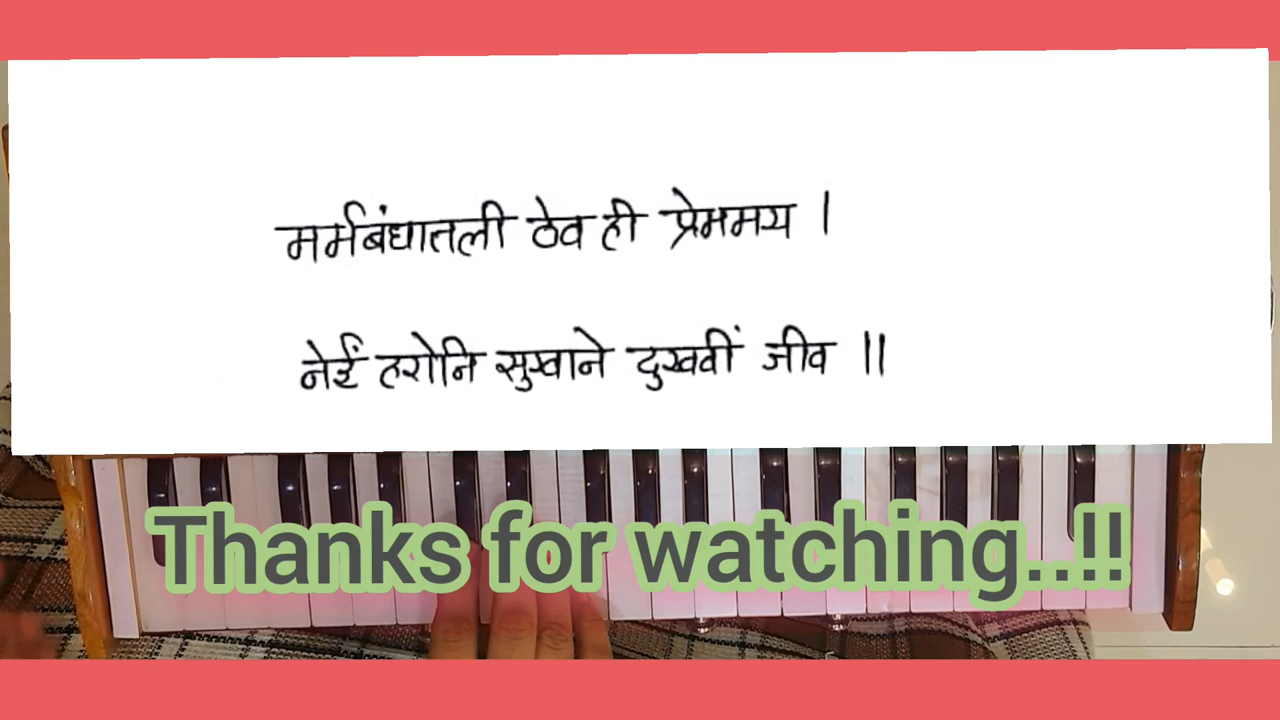 मर्मबंधातली ठेव ही प्रेममय ।
नेईं हरोनि सुखाने दुखवीं जीव ॥
Thanks for watching..!!